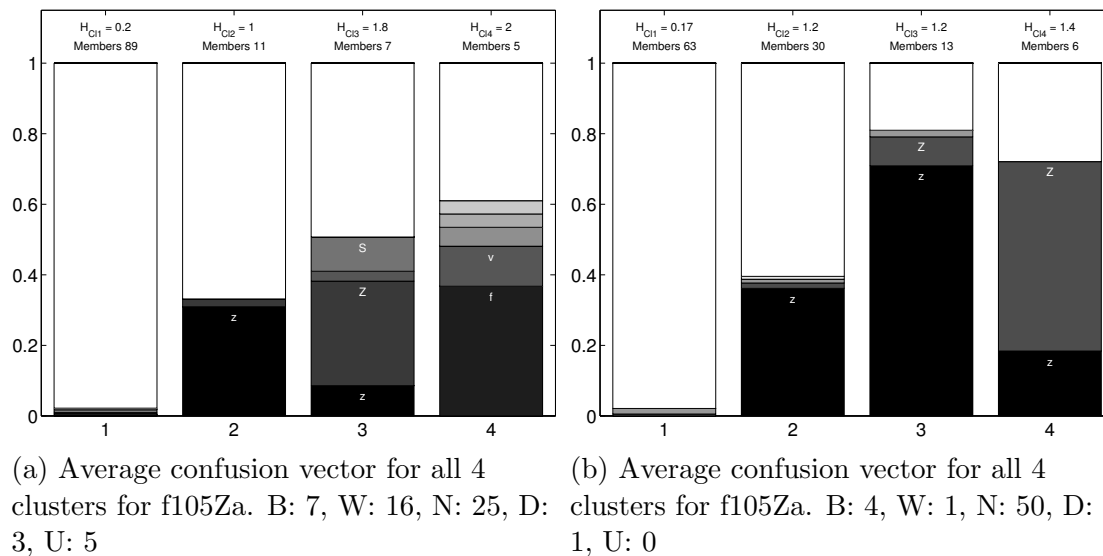 H_Cl1 = 0.2 H_Cl2 = 1 H_Cl3 = 1.8 H_Cl4 = 2
Members 89 Members 11 Members 7 Members 5
1
0.8
0.6
0.4
0.2
0
z
S
Z
z
v
f
1 2 3 4
(a) Average confusion vector for all 4
clusters for f105Za. B: 7, W: 16, N: 25, D:
3, U: 5
H_Cl1 = 0.17 H_Cl2 = 1.2 H_Cl3 = 1.2 H_Cl4 = 1.4
Members 63 Members 30 Members 13 Members 6
1
0.8
0.6
0.4
0.2
0
z
Z
z
Z
z
1 2 3 4
(b) Average confusion vector for all 4
clusters for f105Za. B: 4, W: 1, N: 50, D:
1, U: 0